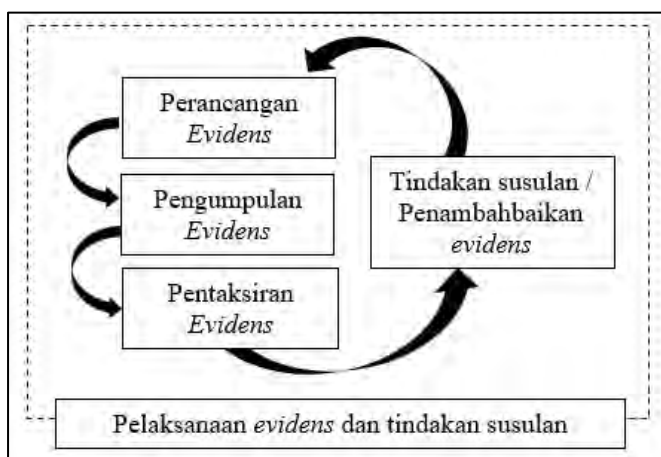 Perancangan
Evidens
Pengumpulan
Evidens
Pentaksiran
Evidens
Tindakan susulan /
Penambahbaikan
evidens
Pelaksanaan evidens dan tindakan susulan